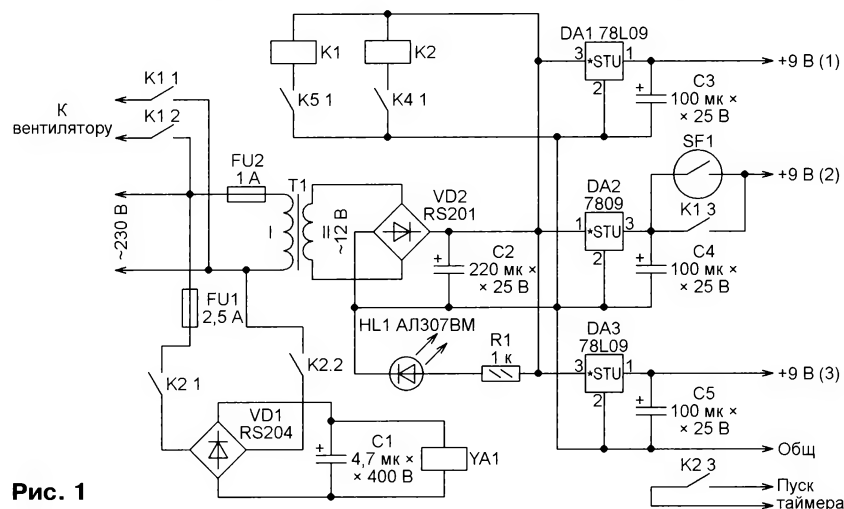 DA1 78L09
K1
K2
3
*STU
1
2
+9 В (1)
C3
+
100 мк ×
× 25 В
K1 1
K5 1
K4 1
К
вентилятору
K1 2
SF1
FU2
1 А
T1
I
II
~12 В
VD2
RS201
DA2
7809
1
*STU
3
2
+9 В (2)
K1 3
~230 В
C2
+
220 мк ×
× 25 В
C4
+
100 мк ×
× 25 В
FU1
2,5 А
HL1 АЛ307ВМ
R1
1 к
DA3
78L09
3
*STU
1
2
+9 В (3)
K2 1
K2.2
C5
+
100 мк ×
× 25 В
VD1
RS204
C1
+
4,7 мк ×
× 400 В
YA1
Общ
K2 3
Пуск
таймера
Рис. 1